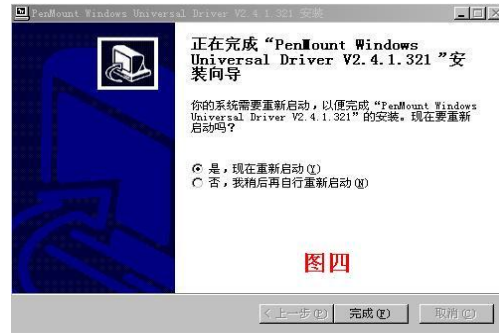 PenMount Windows Universal Driver V2.4.1.321 安装
正在完成“PenMount Windows
Universal Driver V2.4.1.321 ”安
装向导
你的系统需要重新启动，以便完成“PenMount Windows
Universal Driver V2.4.1.321”的安装。现在要重新
启动吗？
是，现在重新启动(Y)
否，我稍后再自行重新启动(N)
图四
< 上一步(P)
完成(F)
取消(C)